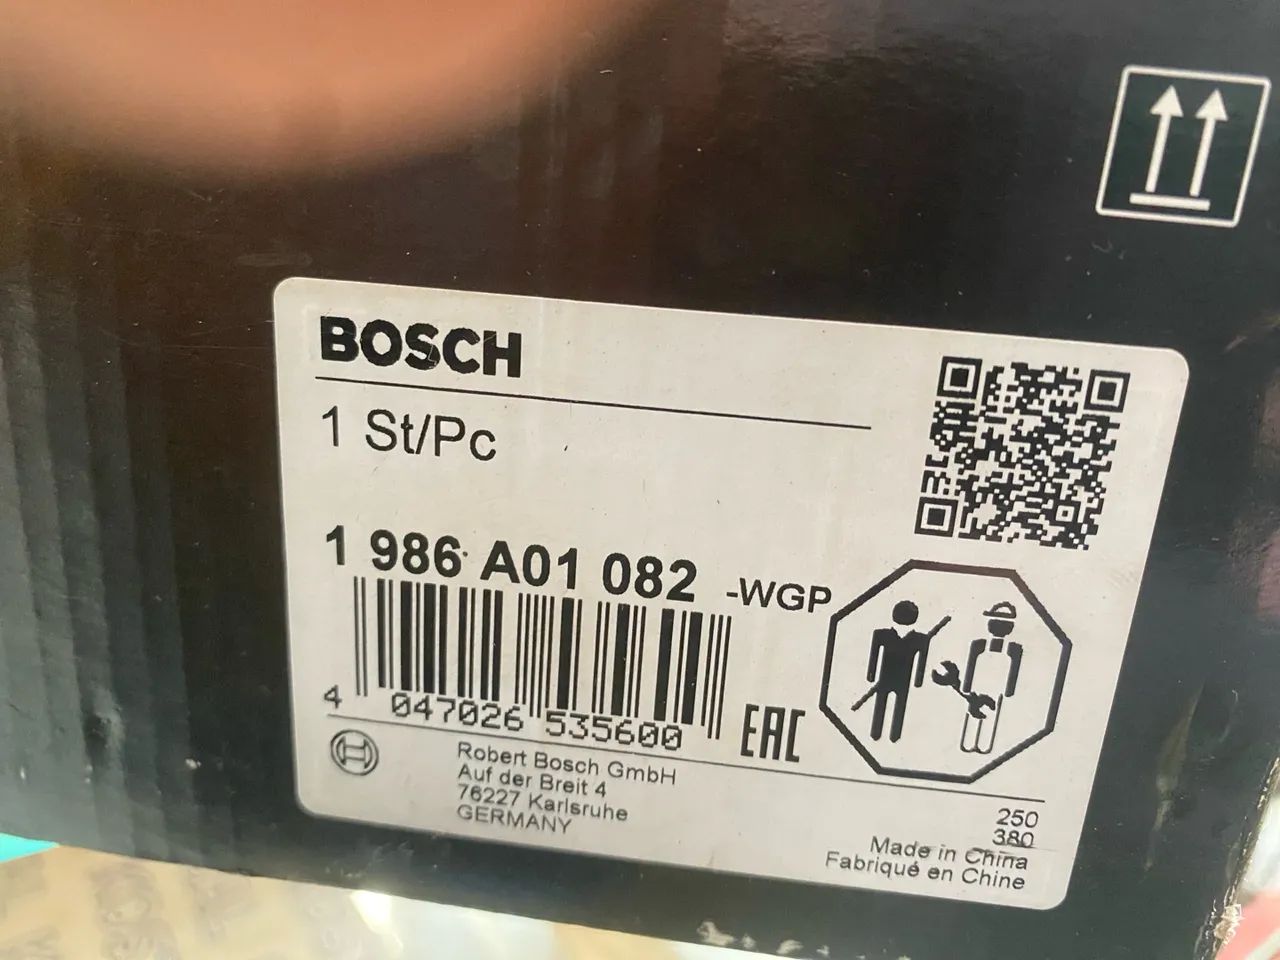 BOSCH
1 St/Pc
1 986 A01 082 -WGP
4 047026 535600
EAC
Robert Bosch GmbH
Auf der Breit 4
76227 Karlsruhe
GERMANY
250
380
Made in China
Fabriqué en Chine